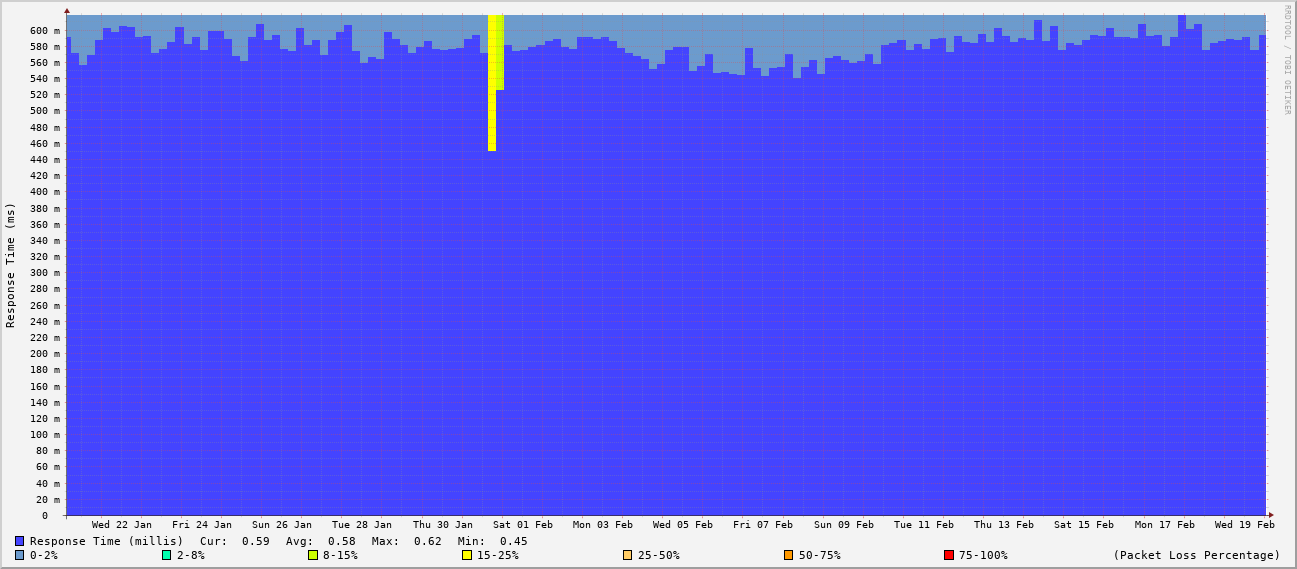 RRDTOOL / TOBI OETIKER
Response Time (ms)
600 m
580 m
560 m
540 m
520 m
500 m
480 m
460 m
440 m
420 m
400 m
380 m
360 m
340 m
320 m
300 m
280 m
260 m
240 m
220 m
200 m
180 m
160 m
140 m
120 m
100 m
80 m
60 m
40 m
20 m
0
Wed 22 Jan Fri 24 Jan Sun 26 Jan Tue 28 Jan Thu 30 Jan Sat 01 Feb Mon 03 Feb Wed 05 Feb Fri 07 Feb Sun 09 Feb Tue 11 Feb Thu 13 Feb Sat 15 Feb Mon 17 Feb Wed 19 Feb
Response Time (millis) Cur: 0.59 Avg: 0.58 Max: 0.62 Min: 0.45
0-2% 2-8% 8-15% 15-25% 25-50% 50-75% 75-100% (Packet Loss Percentage)